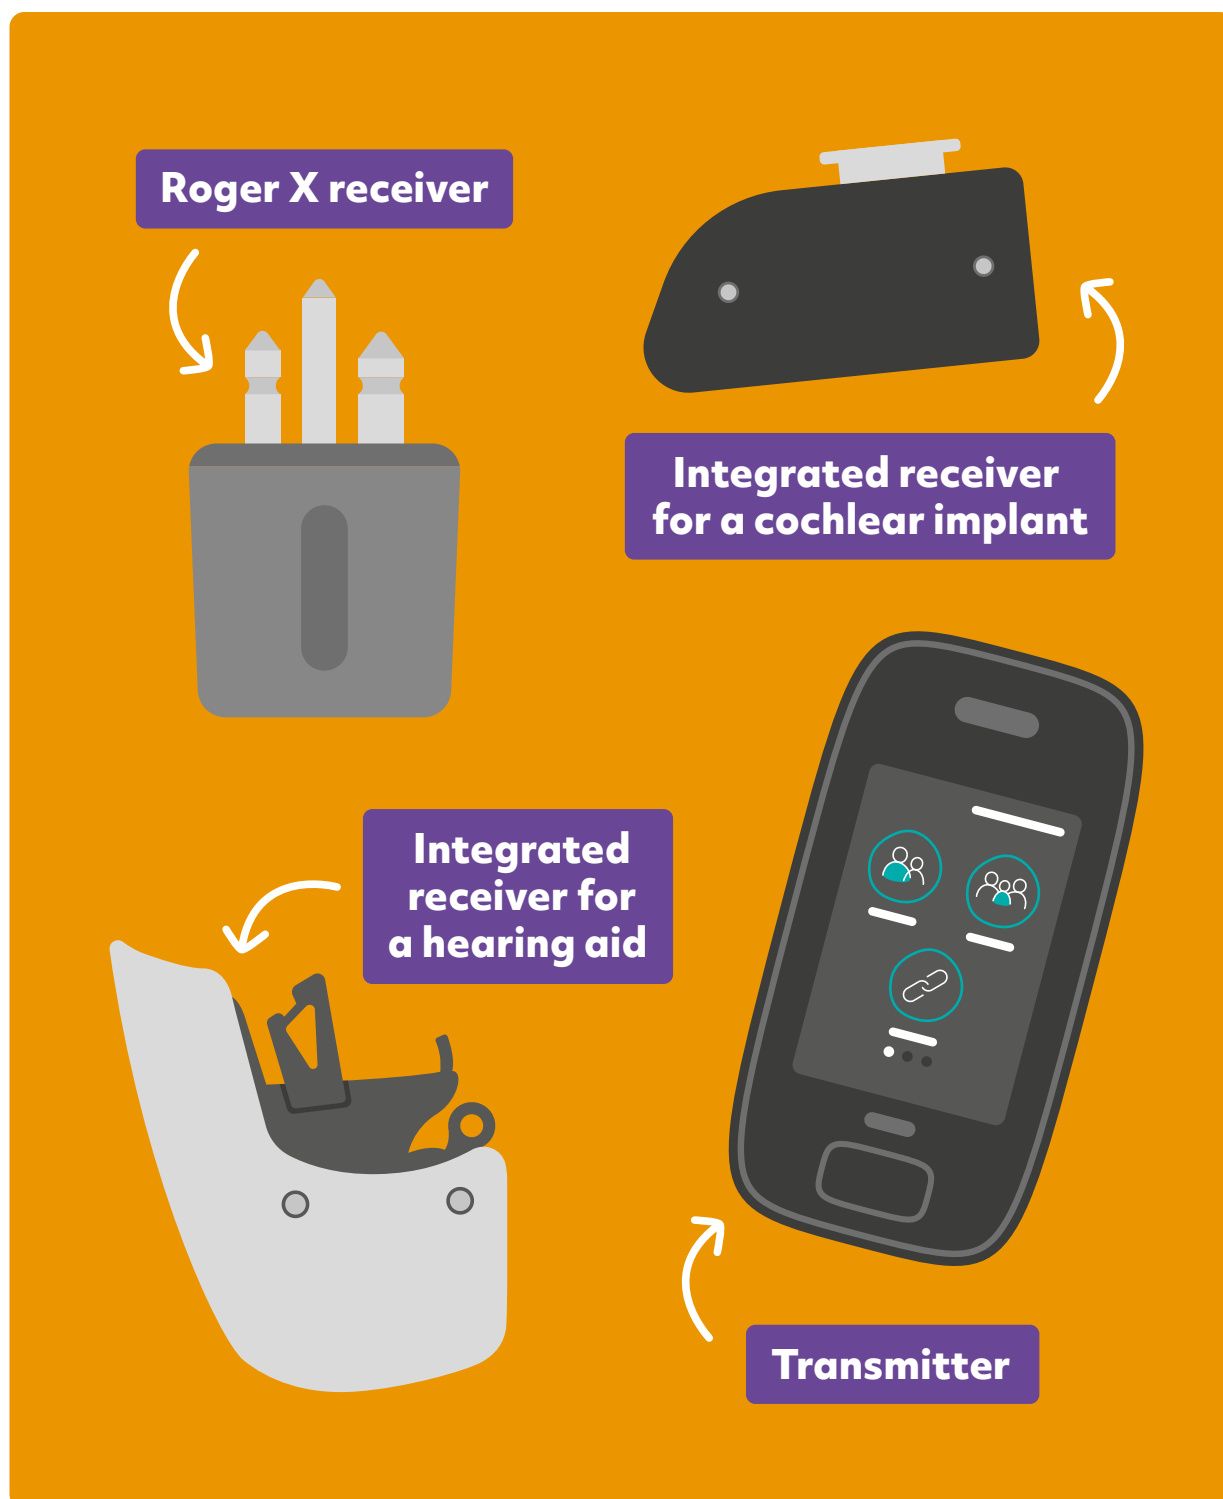 Roger X receiver
Integrated receiver
for a cochlear implant
Integrated
receiver for
a hearing aid
Transmitter